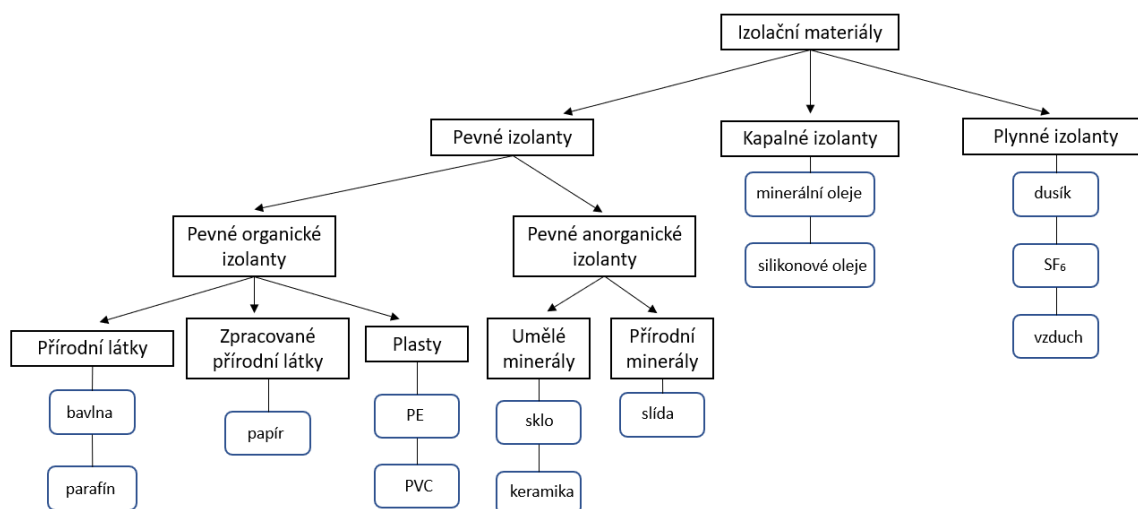 Izolační materiály
Pevné izolanty
Kapalné izolanty
Plynné izolanty
minerální oleje
dusík
Pevné organické
izolanty
Pevné anorganické
izolanty
silikonové oleje
SF₆
Přírodní látky
Zpracované
přírodní látky
Plasty
Umělé
minerály
Přírodní
minerály
vzduch
bavlna
papír
PE
sklo
slída
parafín
PVC
keramika